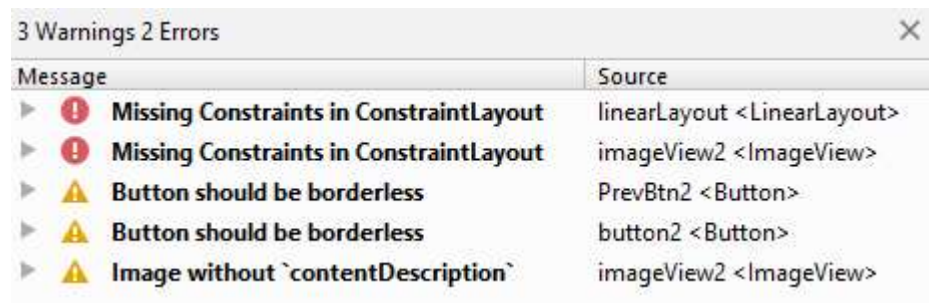 3 Warnings 2 Errors
Message Source
Missing Constraints in ConstraintLayout linearLayout <LinearLayout>
Missing Constraints in ConstraintLayout imageView2 <ImageView>
Button should be borderless PrevBtn2 <Button>
Button should be borderless button2 <Button>
Image without `contentDescription` imageView2 <ImageView>